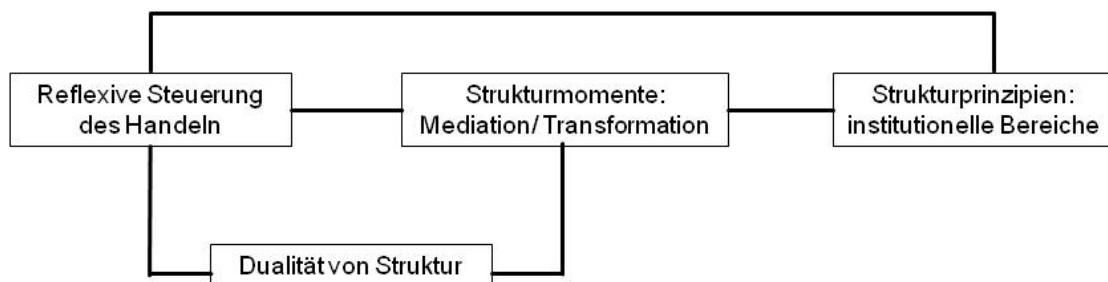 Reflexive Steuerung
des Handeln
Strukturmomente:
Mediation/ Transformation
Strukturprinzipien:
institutionelle Bereiche
Dualität von Struktur